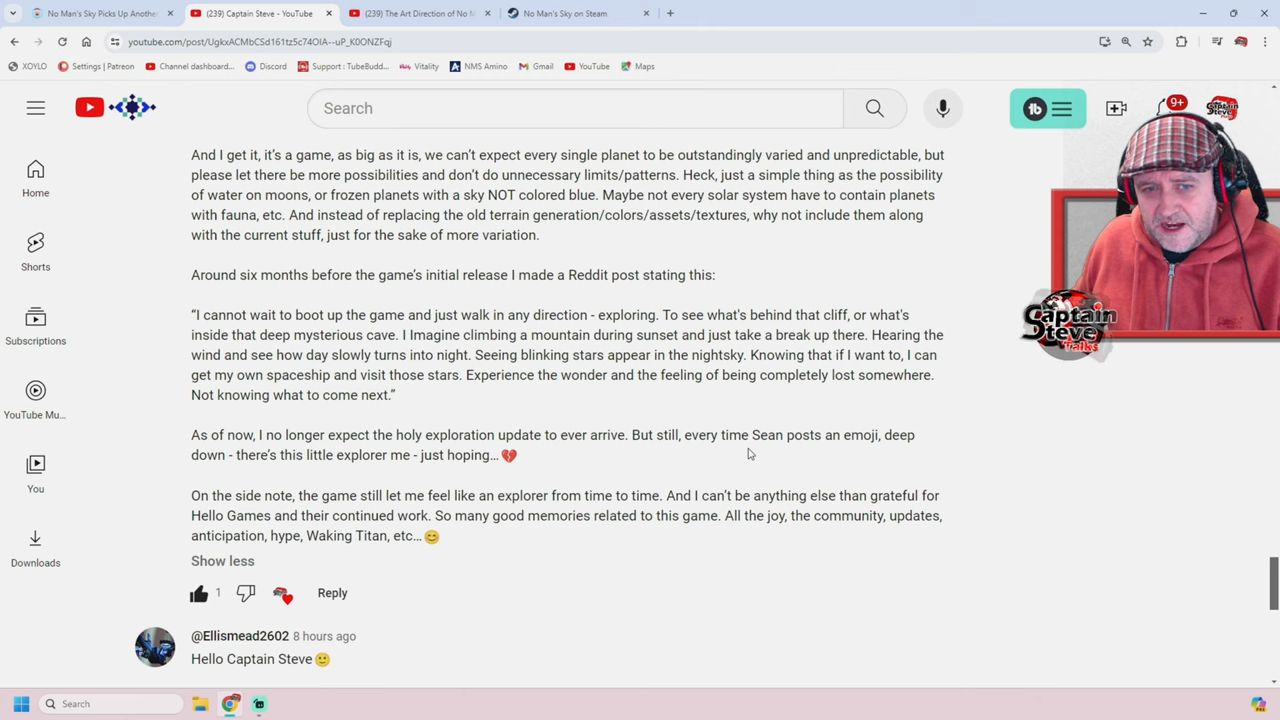 No Man's Sky Picks Up Anothe
(239) Captain Steve - YouTube
(239) The Art Direction of No M
No Man's Sky on Steam
youtube.com/post/UgkxACMbCSd161tz5c74OIA--uP_K0ONZFqj
XOYLO
Settings | Patreon
Channel dashboard...
Discord
Support : TubeBudd...
Vitality
NMS Amino
Gmail
YouTube
Maps
Search
9+
And I get it, it's a game, as big as it is, we can't expect every single planet to be outstandingly varied and unpredictable, but
please let there be more possibilities and don't do unnecessary limits/patterns. Heck, just a simple thing as the possibility
of water on moons, or frozen planets with a sky NOT colored blue. Maybe not every solar system have to contain planets
with fauna, etc. And instead of replacing the old terrain generation/colors/assets/textures, why not include them along
with the current stuff, just for the sake of more variation.
Around six months before the game's initial release I made a Reddit post stating this:
“I cannot wait to boot up the game and just walk in any direction - exploring. To see what's behind that cliff, or what's
inside that deep mysterious cave. I Imagine climbing a mountain during sunset and just take a break up there. Hearing the
wind and see how day slowly turns into night. Seeing blinking stars appear in the nightsky. Knowing that if I want to, I can
get my own spaceship and visit those stars. Experience the wonder and the feeling of being completely lost somewhere.
Not knowing what to come next.”
As of now, I no longer expect the holy exploration update to ever arrive. But still, every time Sean posts an emoji, deep
down - there's this little explorer me - just hoping... 💔
On the side note, the game still let me feel like an explorer from time to time. And I can't be anything else than grateful for
Hello Games and their continued work. So many good memories related to this game. All the joy, the community, updates,
anticipation, hype, Waking Titan, etc... 😊
Show less
1
Reply
@Ellismead2602 8 hours ago
Hello Captain Steve 🙂
Home
Shorts
Subscriptions
YouTube Mu...
You
Downloads
Captain
Steve
Talks
Search